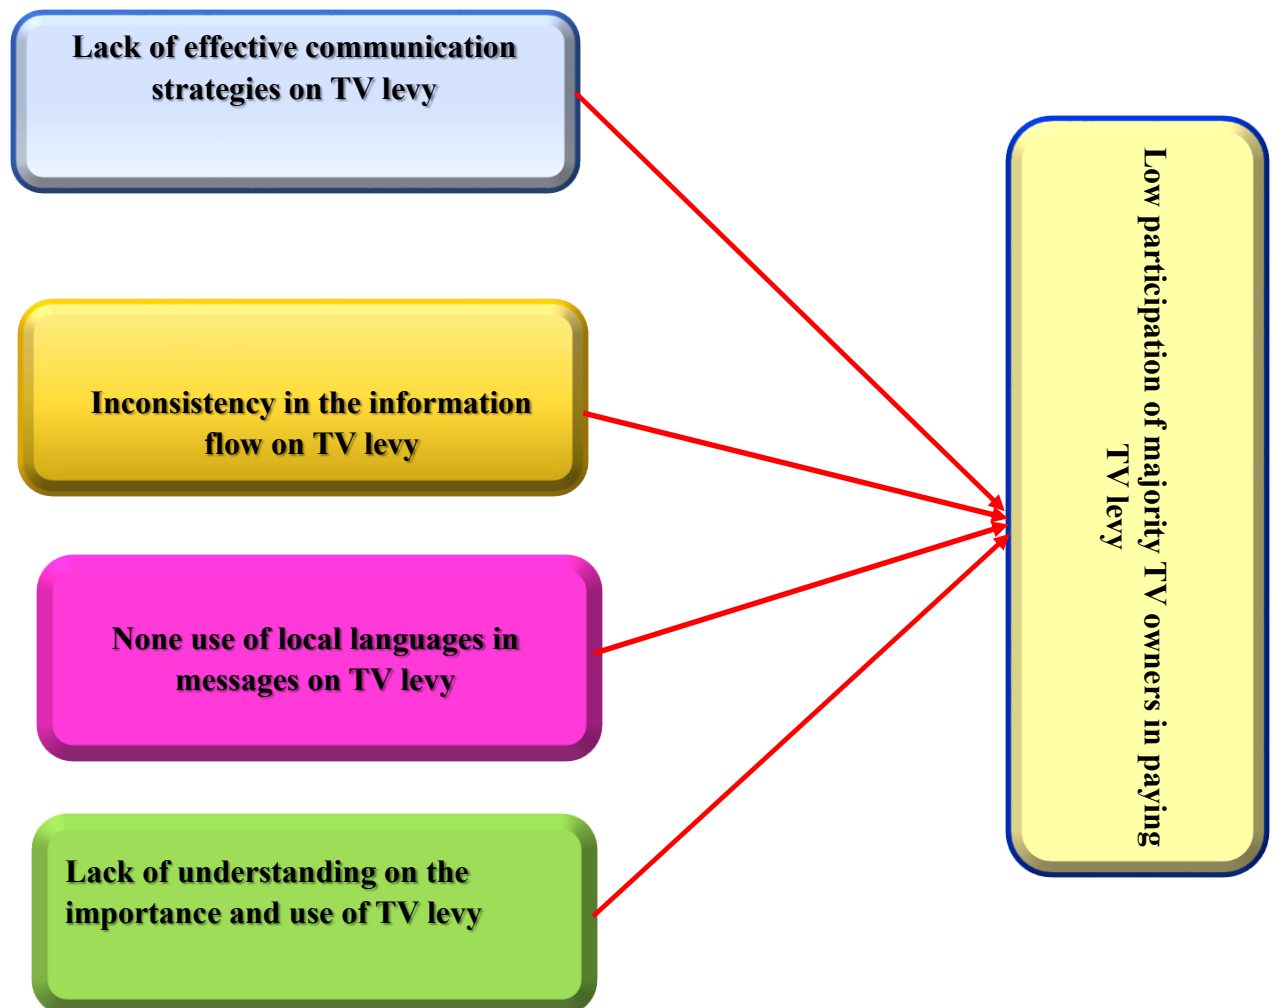 Lack of effective communication
strategies on TV levy
Inconsistency in the information
flow on TV levy
None use of local languages in
messages on TV levy
Lack of understanding on the
importance and use of TV levy
Low participation of majority TV owners in paying
TV levy